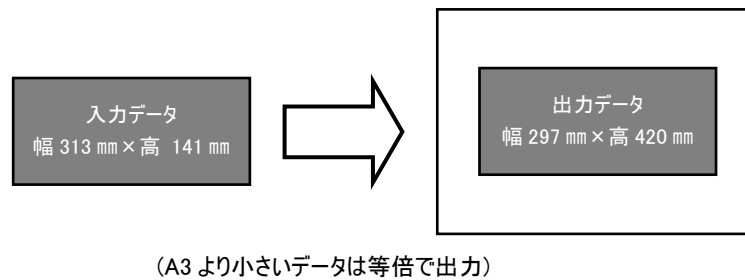 入力データ
幅 313 ㎜×高 141 ㎜
出力データ
幅 297 ㎜×高 420 ㎜
(A3 より小さいデータは等倍で出力)